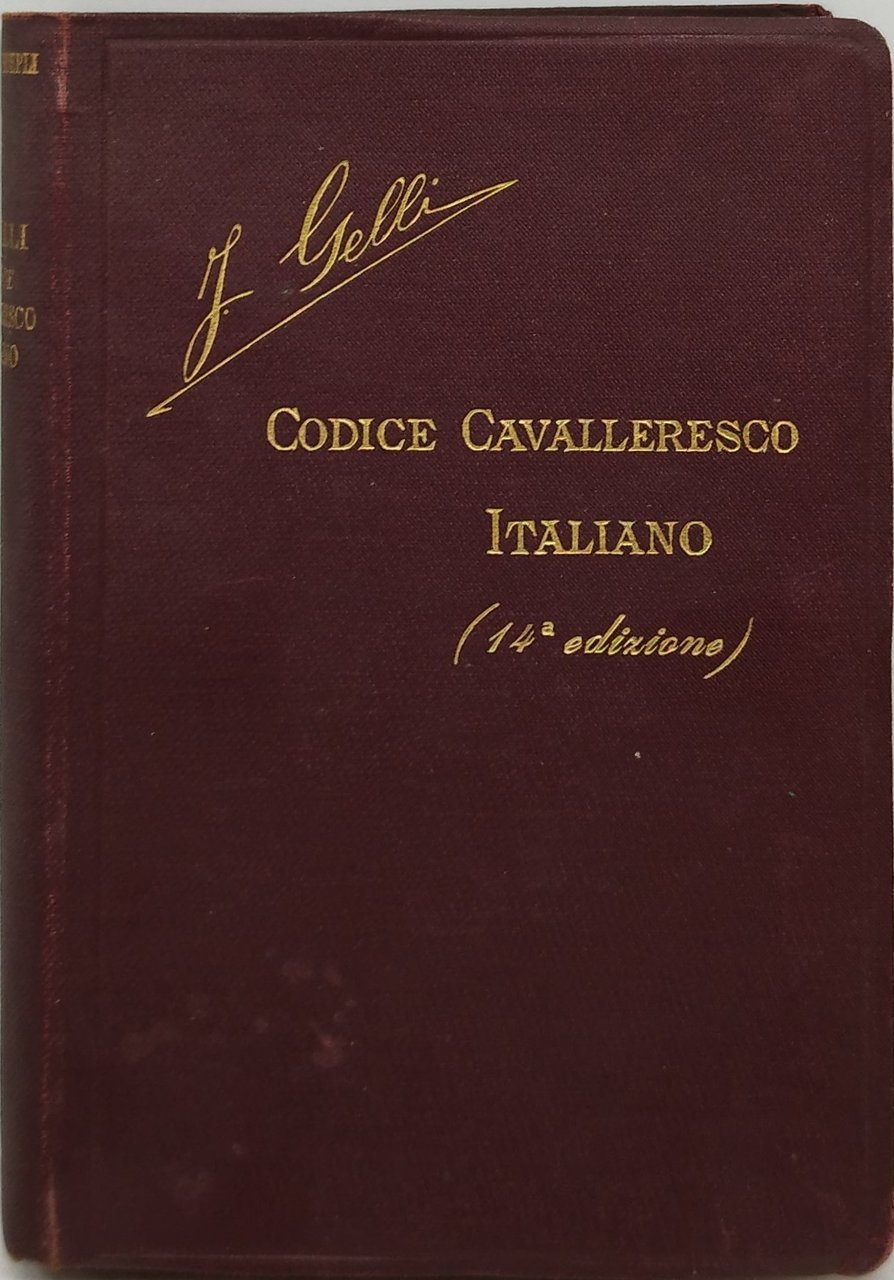 J. Gelli
CODICE CAVALLERESCO
ITALIANO
(14ª edizione)